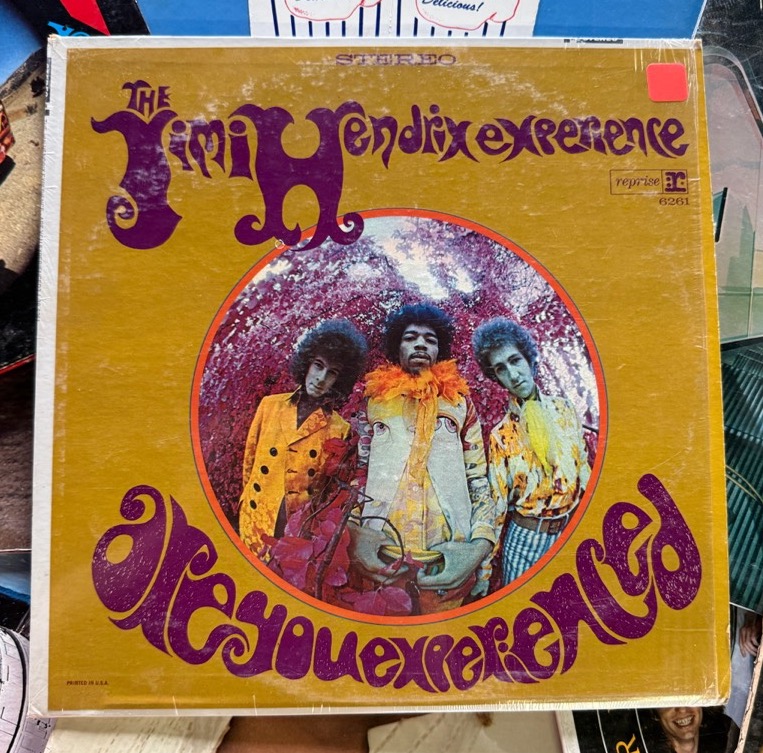 Delicious!
STEREO
THE
Jimi Hendrix experience
reprise r
6261
are you experienced
PRINTED IN U.S.A.
R